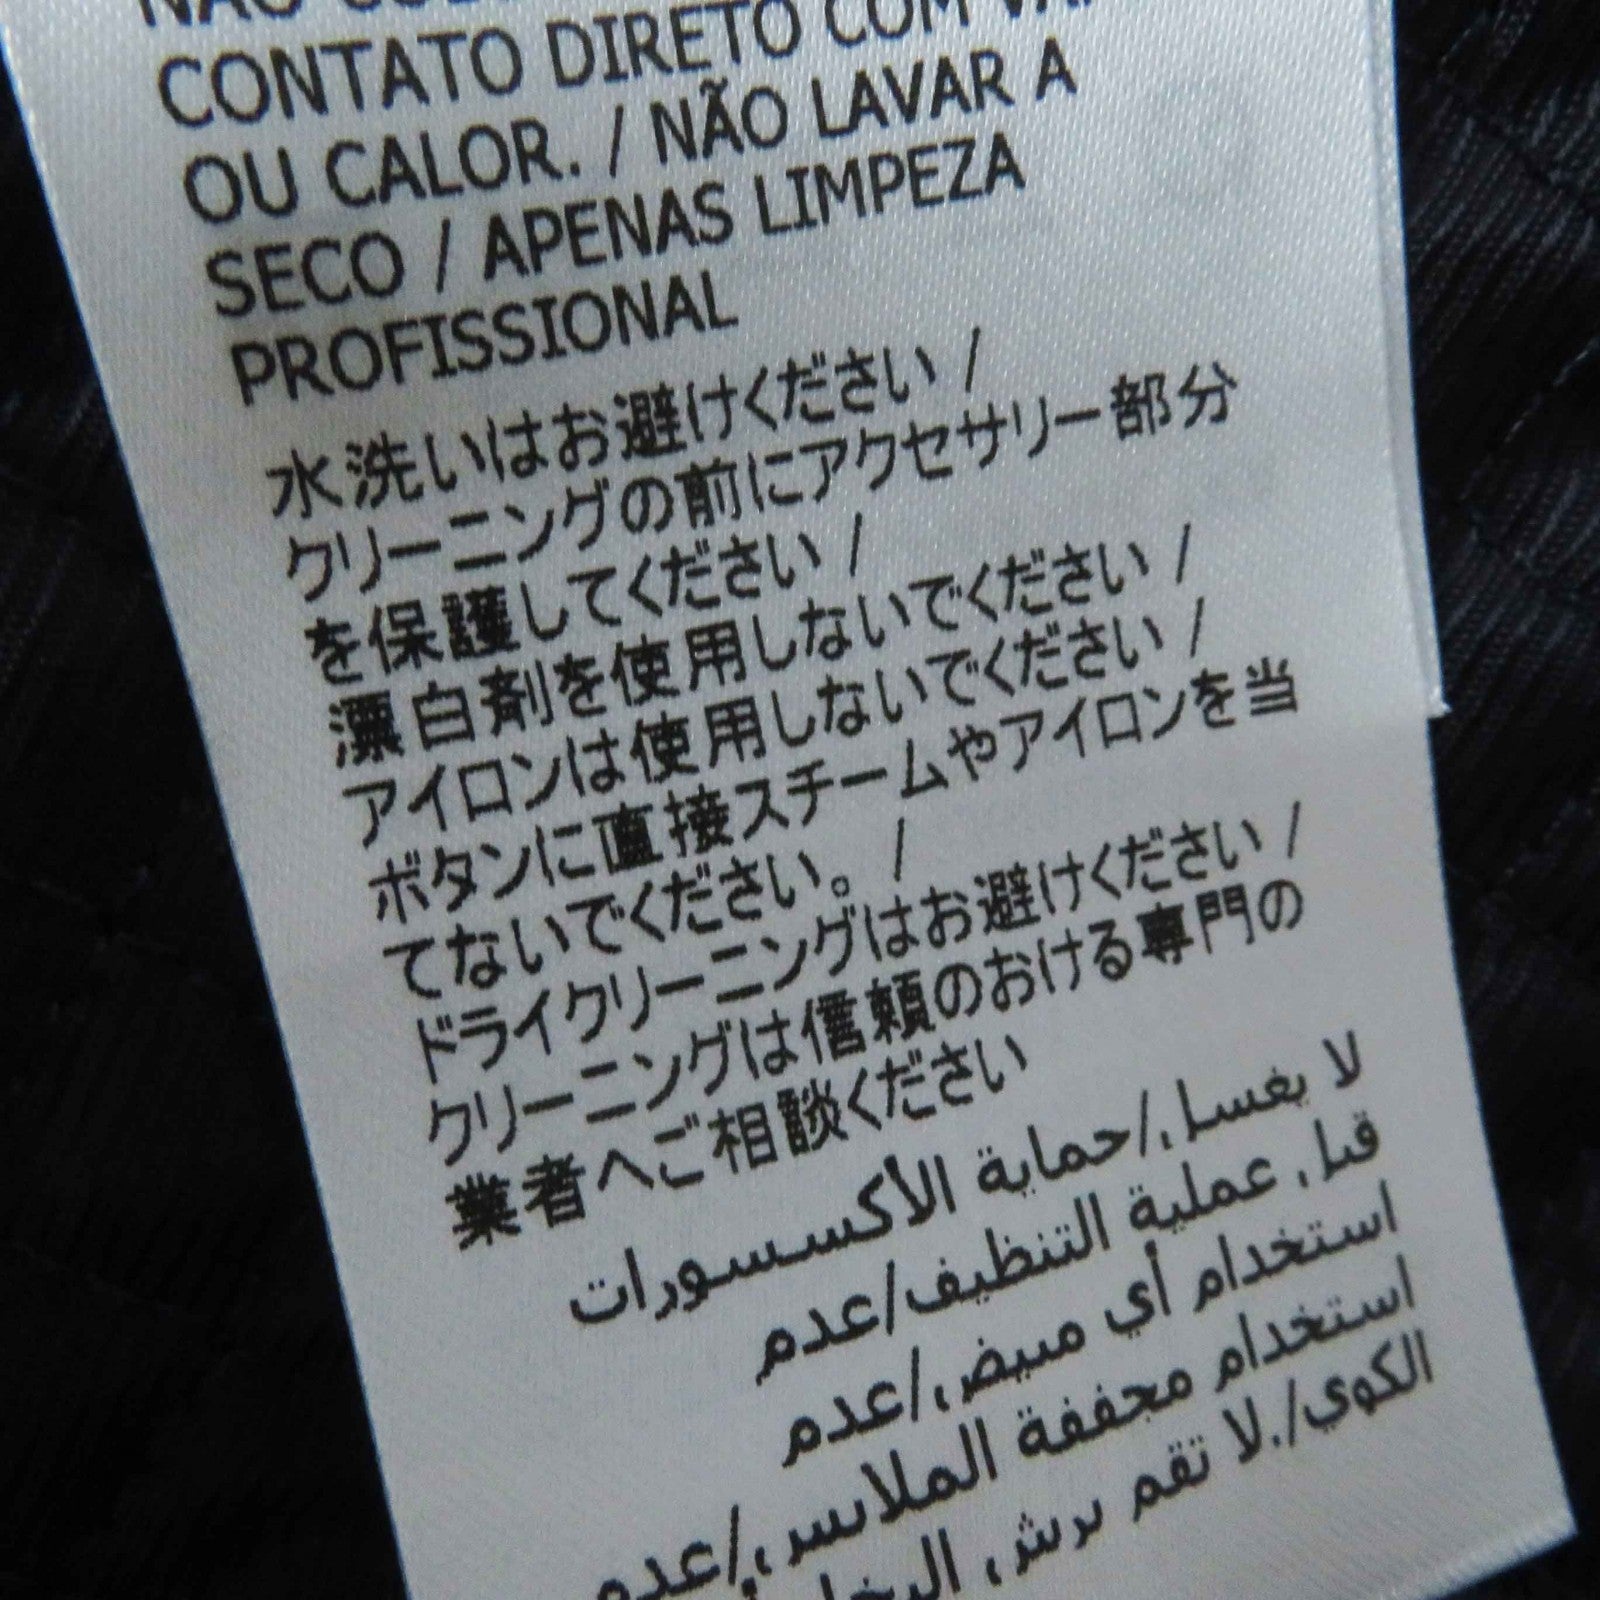 CONTATO DIRETO COM
OU CALOR. / NÃO LAVAR A
SECO / APENAS LIMPEZA
PROFISSIONAL
水洗いはお避けください /
クリーニングの前にアクセサリー部分
を保護してください /
漂白剤を使用しないでください /
アイロンは使用しないでください /
ボタンに直接スチームやアイロンを当
てないでください。 /
ドライクリーニングはお避けください /
クリーニングは信頼のおける専門の
業者へご相談ください
لا يغسل/حماية الأكسسورات
قبل عملية التنظيف/عدم
استخدام أي مبيض/عدم
استخدام مجففة الملابس/عدم
الكوي/.لا تقم برش